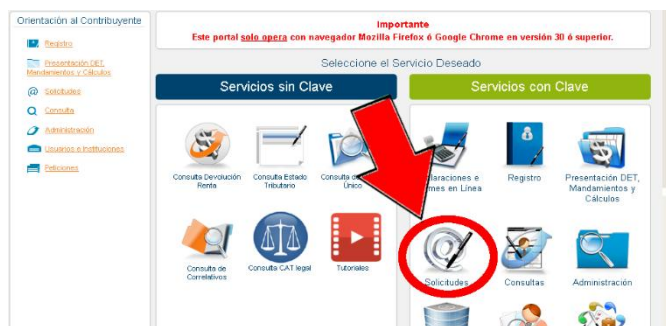 Orientación al Contribuyente
Registro
Presentación DET,
Mandamientos y Cálculos
Solicitudes
Consulta
Administración
Usuarios e Instituciones
Peticiones
Importante
Este portal solo opera con navegador Mozilla Firefox ó Google Chrome en versión 30 ó superior.
Seleccione el Servicio Deseado
Servicios sin Clave
Consulta Devolución
Renta
Consulta Estado
Tributario
Consulta
Único
Consulta de
Correlativos
Consulta CAT legal
Tutoriales
Servicios con Clave
en Línea
Registro
Presentación DET,
Mandamientos y
Cálculos
Solicitudes
Consultas
Administración